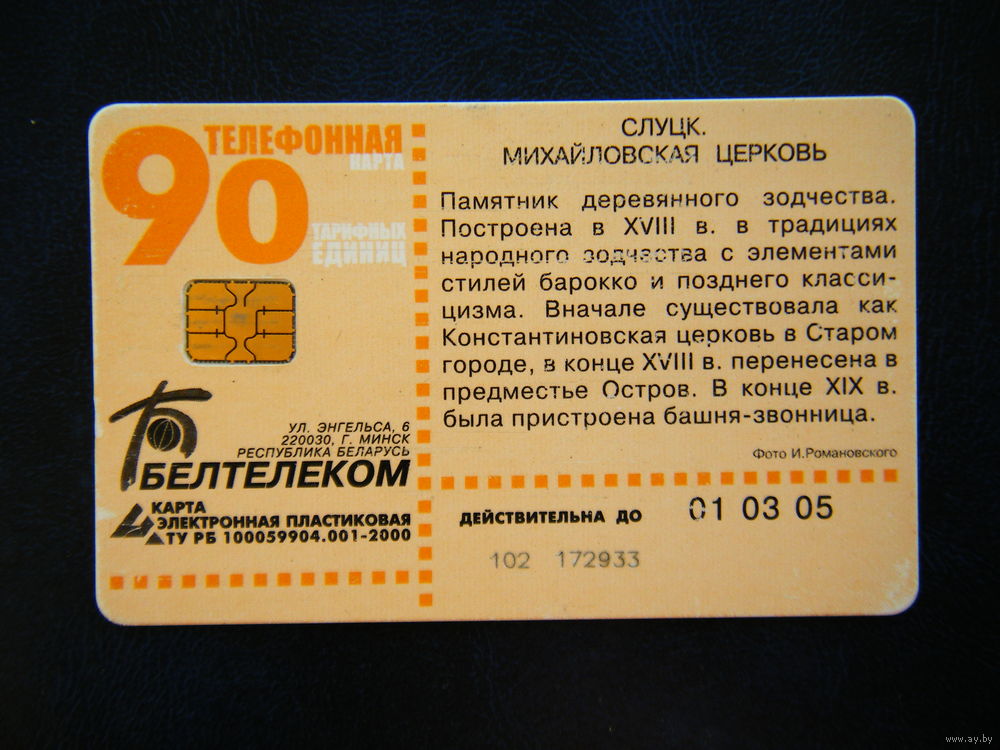 90
ТЕЛЕФОННАЯ
КАРТА
ТАРИФНЫХ
ЕДИНИЦ
УЛ. ЭНГЕЛЬСА, 6
220030, Г. МИНСК
РЕСПУБЛИКА БЕЛАРУСЬ
БЕЛТЕЛЕКОМ
КАРТА
ЭЛЕКТРОННАЯ ПЛАСТИКОВАЯ
ТУ РБ 100059904.001-2000
СЛУЦК.
МИХАЙЛОВСКАЯ ЦЕРКОВЬ
Памятник деревянного зодчества.
Построена в XVIII в. в традициях
народного зодчества с элементами
стилей барокко и позднего класси-
цизма. Вначале существовала как
Константиновская церковь в Старом
городе, в конце XVIII в. перенесена в
предместье Остров. В конце XIX в.
была пристроена башня-звонница.
Фото И.Романовского
ДЕЙСТВИТЕЛЬНА ДО 01 03 05
102 172933
www.ay.by